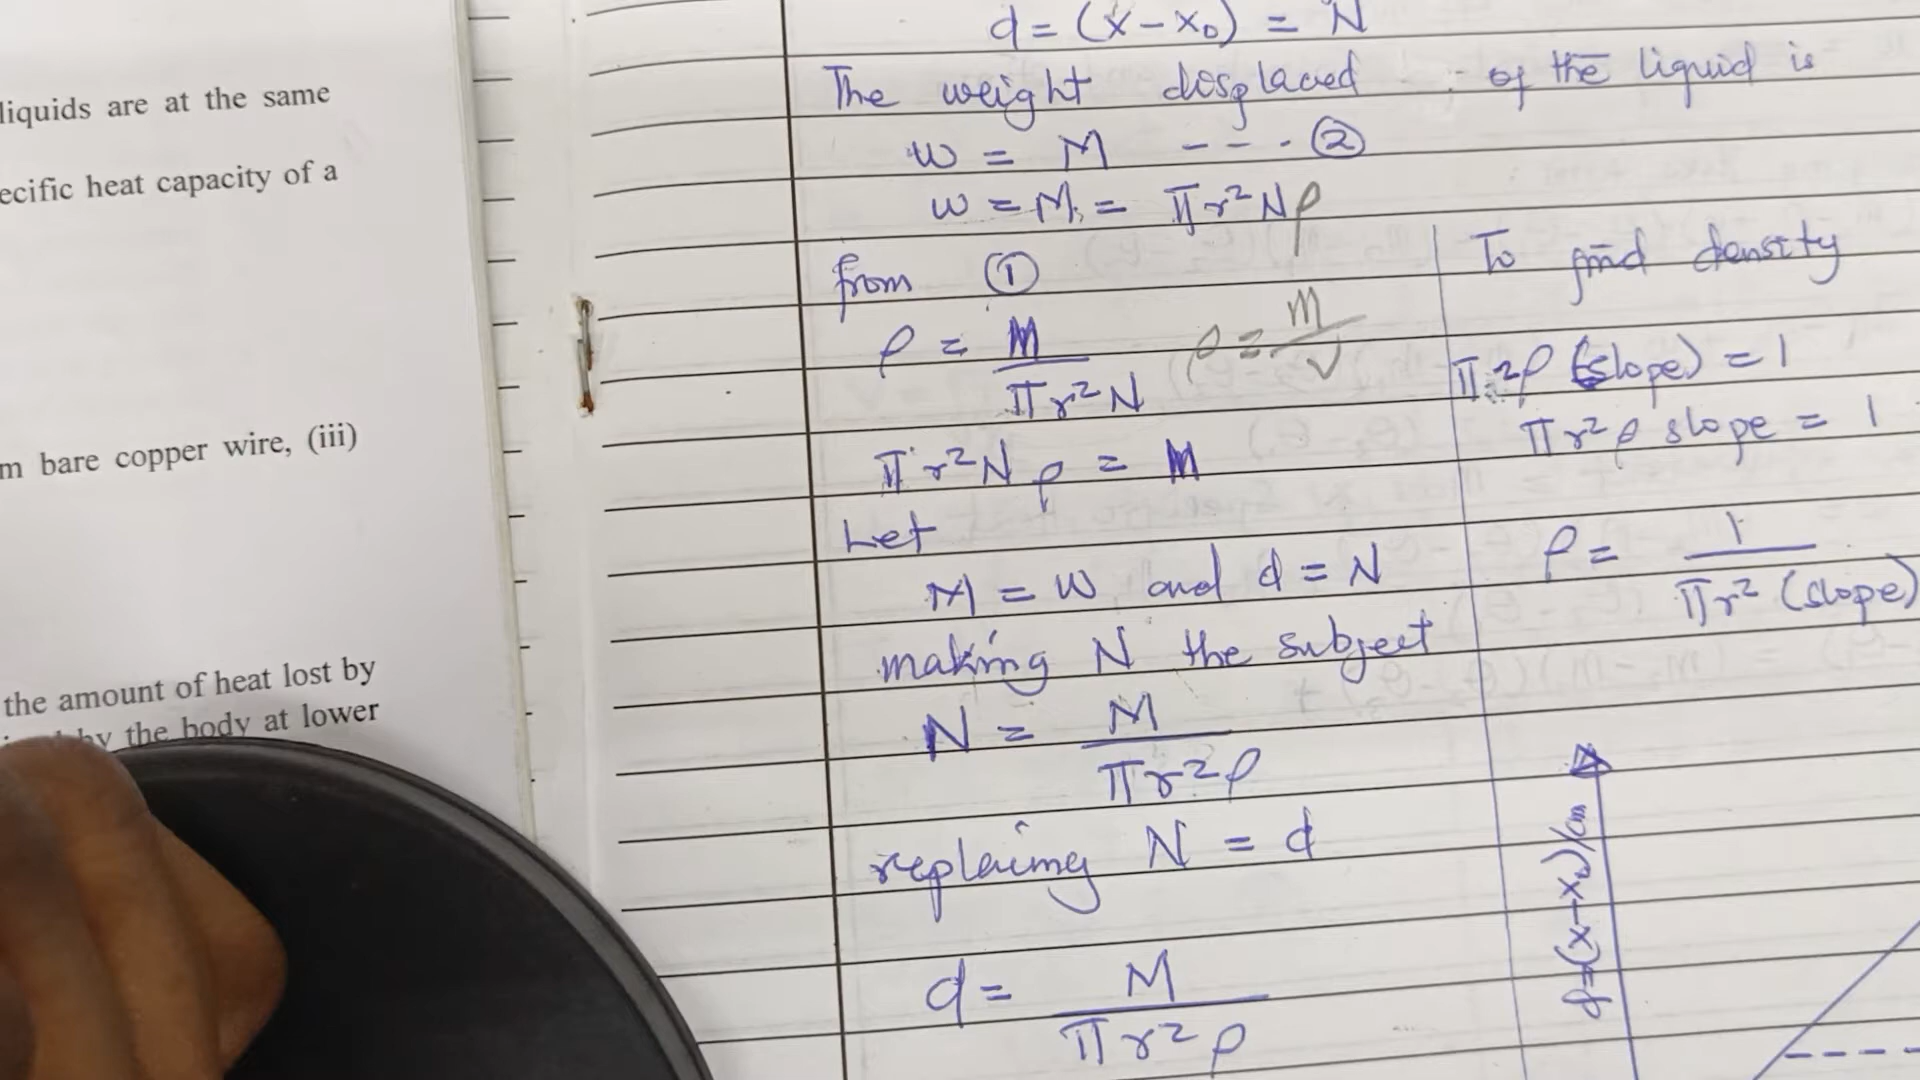 liquids are at the same
ecific heat capacity of a
m bare copper wire, (iii)
the amount of heat lost by
by the body at lower
d = (x - x₀) = N
The weight displaced of the liquid is
w = M - - - . ②
w = M = πr²Nρ
from ①
ρ = M / πr²N
ρ = m / v
πr²Nρ = M
Let
M = w and d = N
making N the subject
N = M / πr²ρ
replaimg N = d
d = M / πr²ρ
To find density
πr²ρ (slope) = 1
πr²ρ slope = 1
ρ = 1 / πr² (slope)
d = (x - x₀)/cm